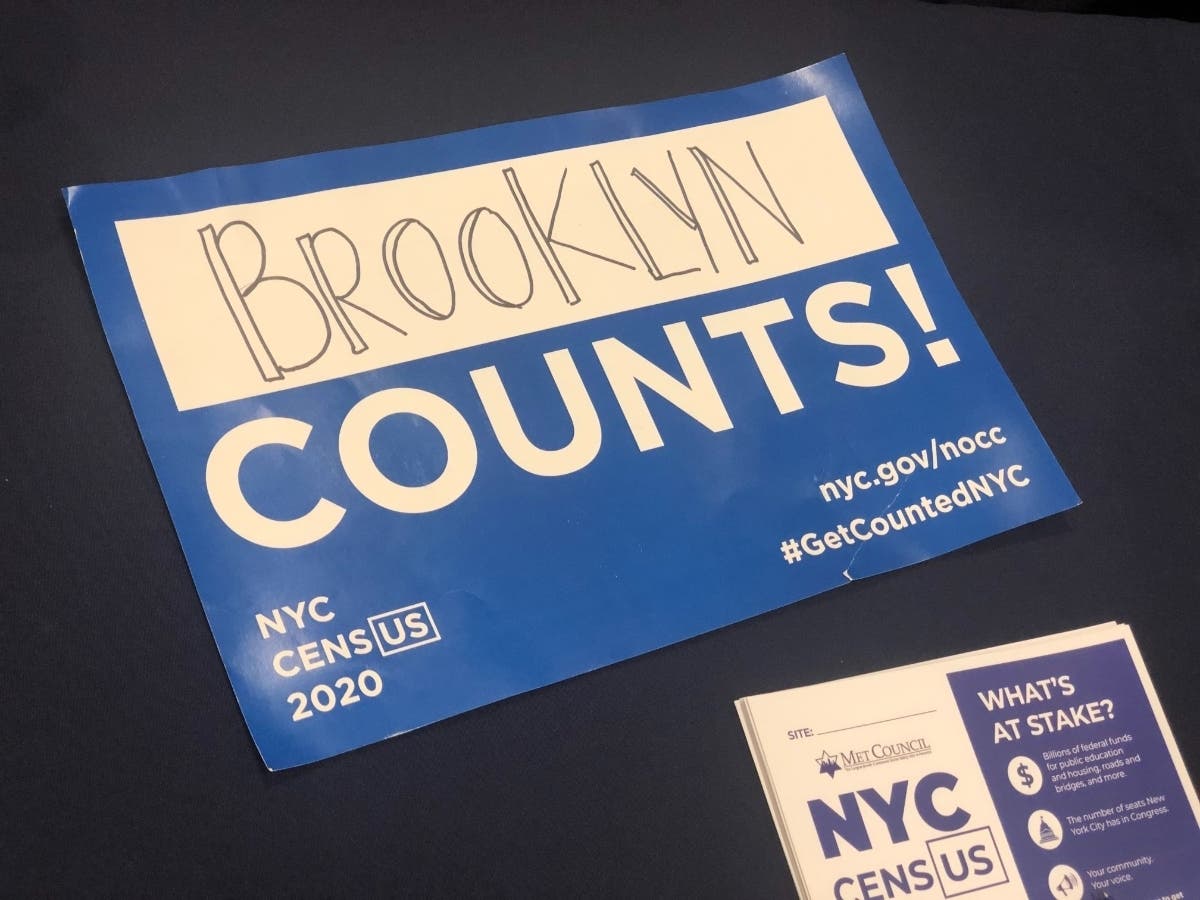 BROOKLYN
COUNTS!
nyc.gov/nocc
#GetCountedNYC
NYC
CENSUS
2020
SITE:
MET COUNCIL
NYC
CENSUS
WHAT'S
AT STAKE?
$
Billions of federal funds
for public education
and housing, roads and
bridges, and more.
The number of seats New
York City has in Congress.
Your community.
Your voice.
to get